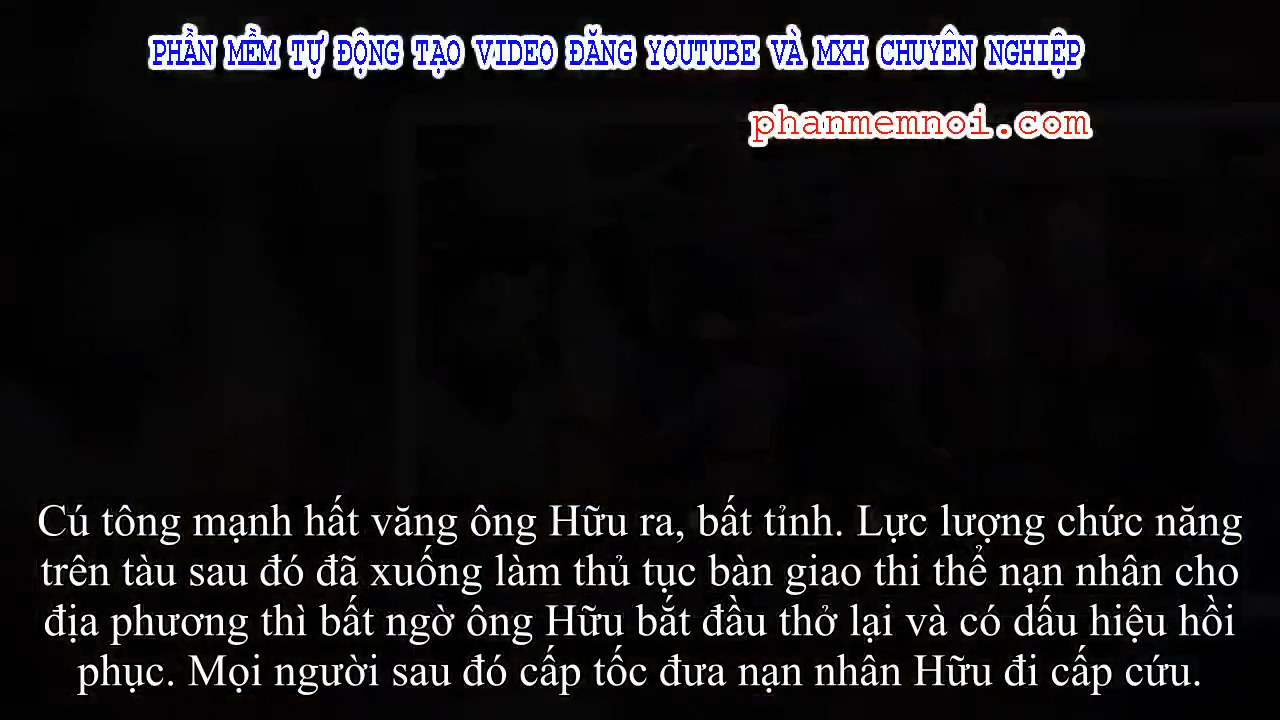 PHẦN MỀM TỰ ĐỘNG TẠO VIDEO ĐĂNG YOUTUBE VÀ MXH CHUYÊN NGHIỆP
phanmemnoi.com
Cú tông mạnh hất văng ông Hữu ra, bất tỉnh. Lực lượng chức năng
trên tàu sau đó đã xuống làm thủ tục bàn giao thi thể nạn nhân cho
địa phương thì bất ngờ ông Hữu bắt đầu thở lại và có dấu hiệu hồi
phục. Mọi người sau đó cấp tốc đưa nạn nhân Hữu đi cấp cứu.